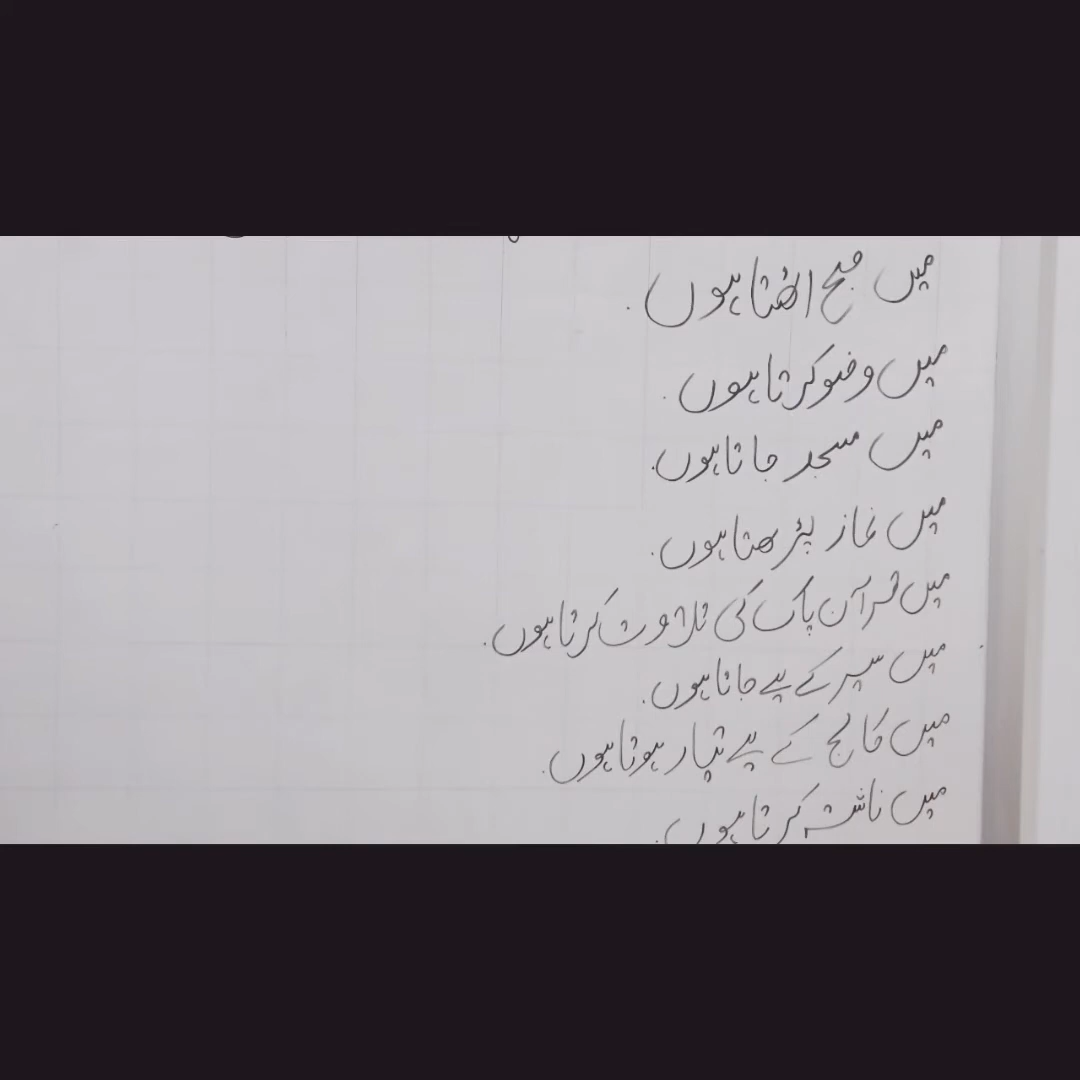 میں صبح اٹھتا ہوں.
میں وضو کرتا ہوں.
میں مسجد جاتا ہوں.
میں نماز پڑھتا ہوں.
میں قرآن پاک کی تلاوت کرتا ہوں.
میں سیر کے لیے جاتا ہوں.
میں کالج کے لیے تیار ہوتا ہوں.
میں ناشتہ کرتا ہوں.